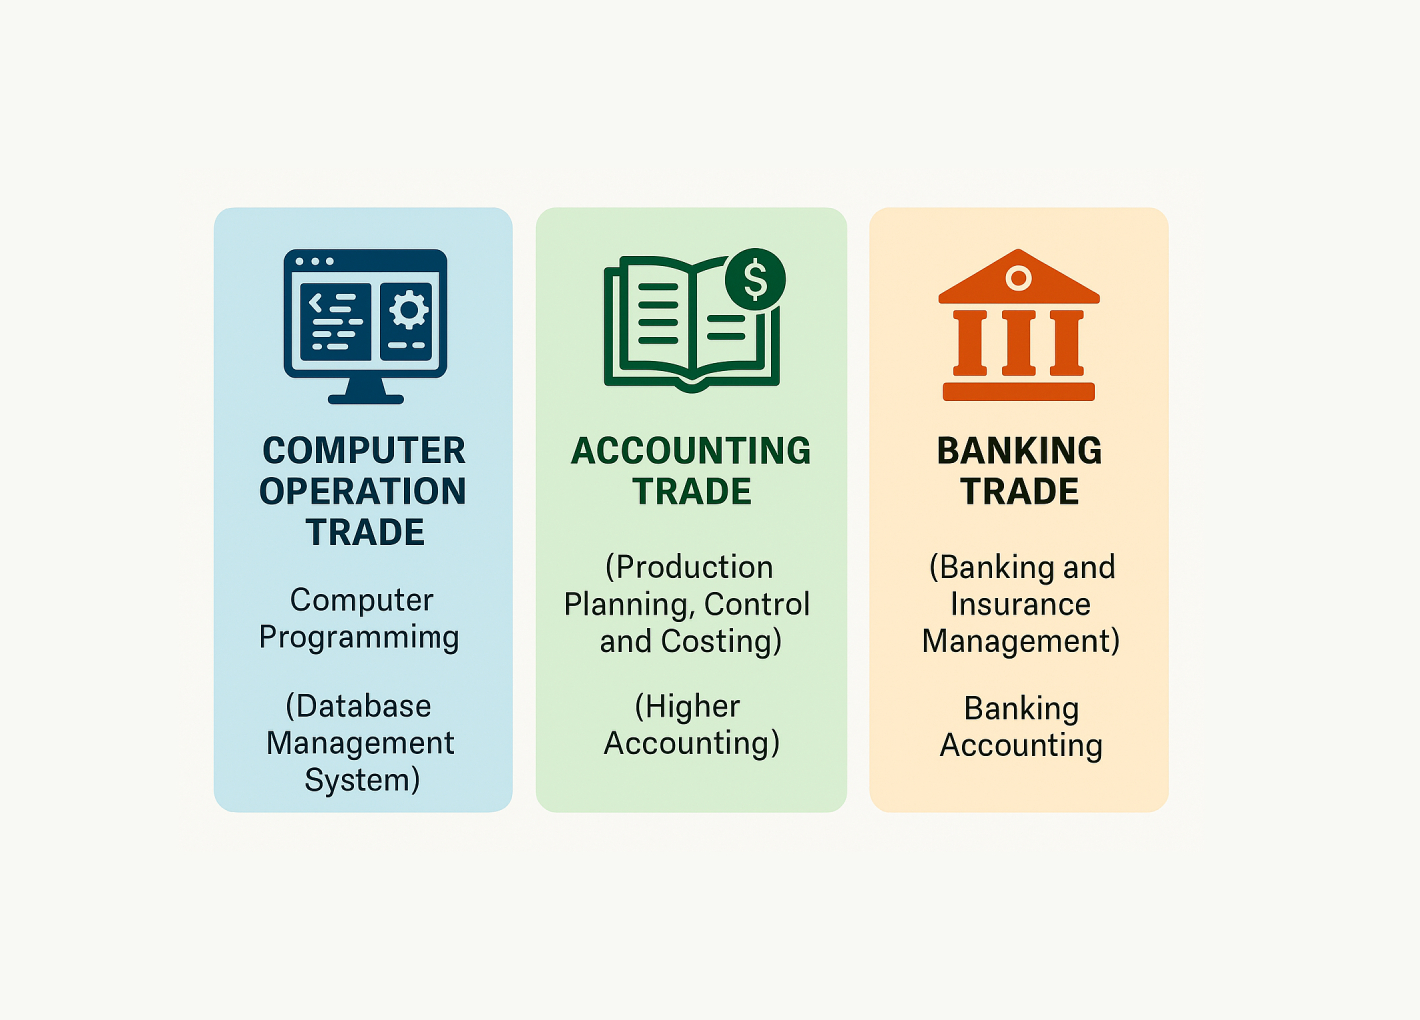 COMPUTER
OPERATION
TRADE
Computer
Programmimg
(Database
Management
System)
$
ACCOUNTING
TRADE
(Production
Planning, Control
and Costing)
(Higher
Accounting)
BANKING
TRADE
(Banking and
Insurance
Management)
Banking
Accounting